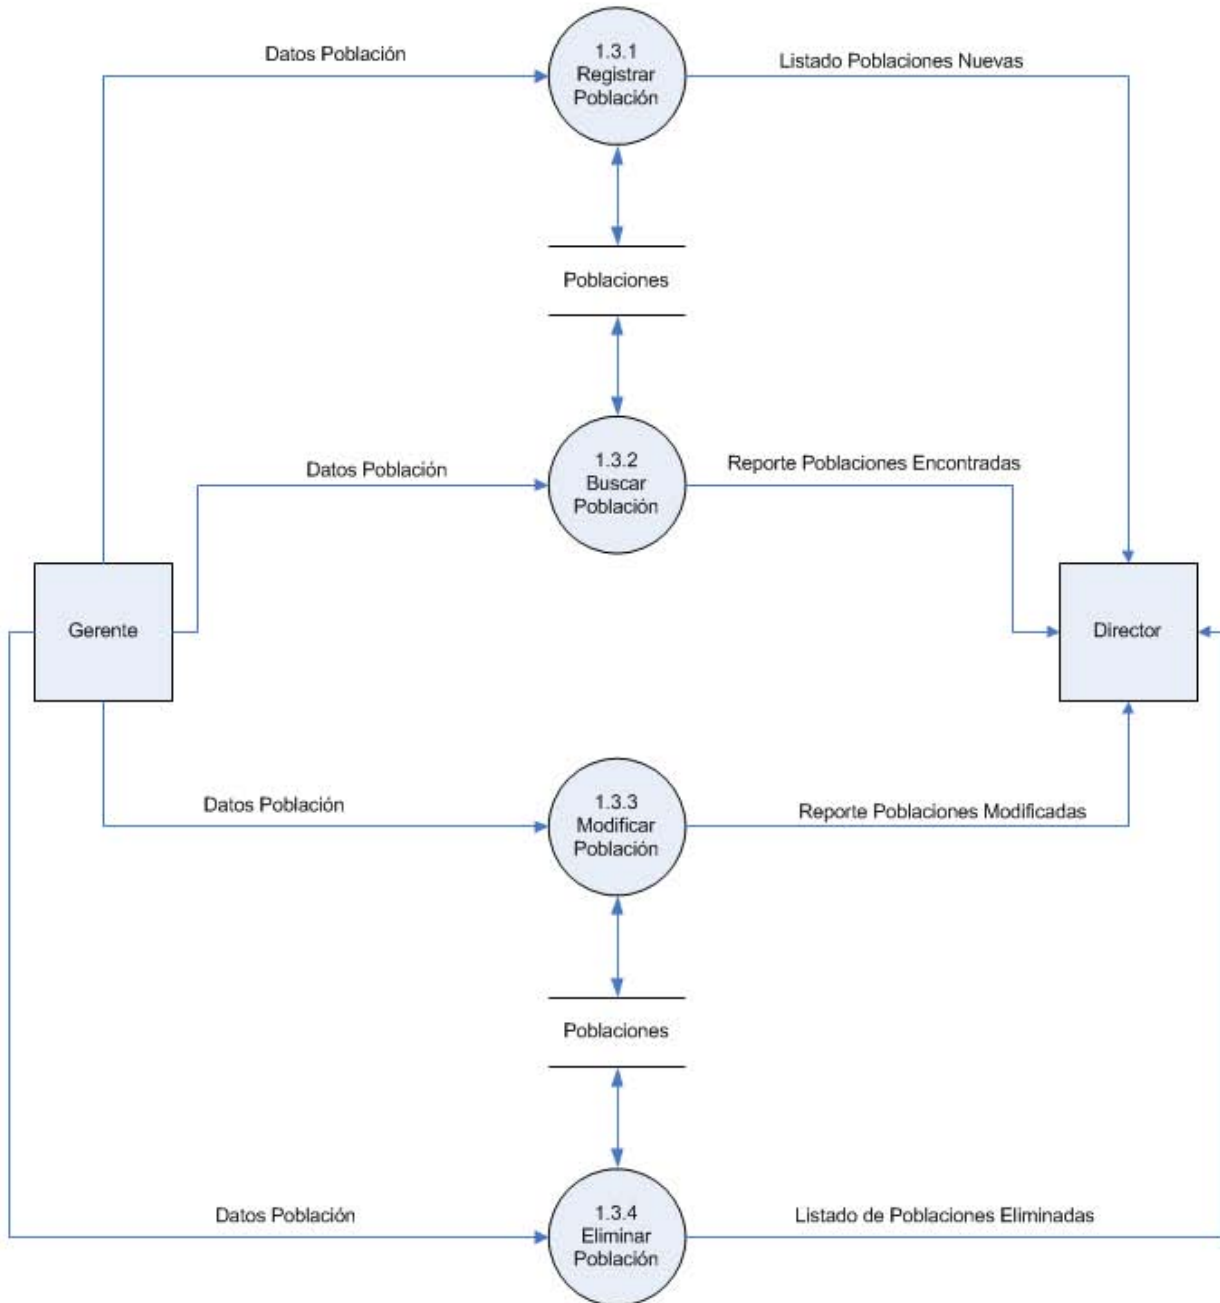 Datos Población
1.3.1
Registrar
Población
Listado Poblaciones Nuevas
Poblaciones
Datos Población
1.3.2
Buscar
Población
Reporte Poblaciones Encontradas
Gerente
Director
Datos Población
1.3.3
Modificar
Población
Reporte Poblaciones Modificadas
Poblaciones
Datos Población
1.3.4
Eliminar
Población
Listado de Poblaciones Eliminadas